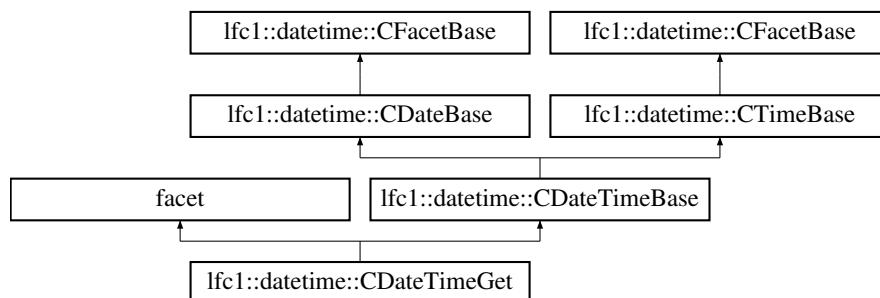 lfc1::datetime::CFacetBase
lfc1::datetime::CFacetBase
lfc1::datetime::CDateBase
lfc1::datetime::CTimeBase
facet
lfc1::datetime::CDateTimeBase
lfc1::datetime::CDateTimeGet